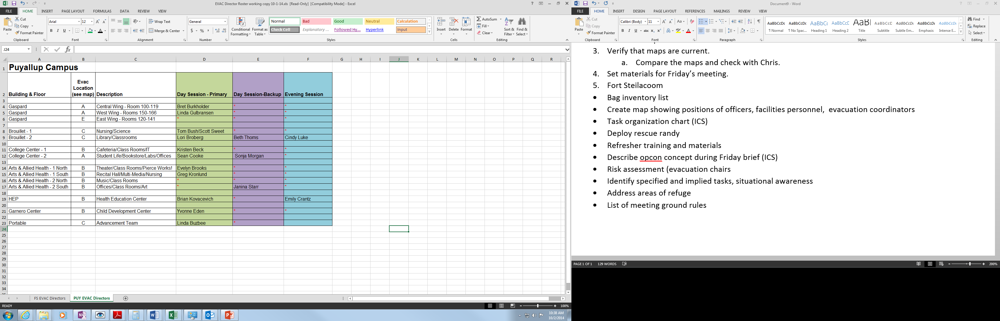 EVAC Director Roster working copy 10-1-14.xls [Read-Only] [Compatibility Mode] - Excel
FILE HOME INSERT PAGE LAYOUT FORMULAS DATA REVIEW VIEW
Paste Cut Copy Format Painter
Arial 12
Wrap Text
Merge & Center
General
Conditional Formatting Format as Table
Normal Bad Good Neutral Calculation
Check Cell Explanatory ... Followed Hy... Hyperlink Input
Insert Delete Format
AutoSum Fill Clear Sort & Filter Find & Select
Clipboard Font Alignment Number Styles Cells Editing
J24 fx
A B C D E F G H I J K L M N O P Q R
1 Puyallup Campus
2 Building & Floor Evac Location (see map) Description Day Session - Primary Day Session-Backup Evening Session
3
4 Gaspard A Central Wing - Room 100-119 Bret Burkholder * *
5 Gaspard A West Wing - Rooms 150-166 Linda Gulbransen * *
6 Gaspard E East Wing - Rooms 120-141 * * *
7
8 Brouillet - 1 C Nursing/Science Tom Bush/Scott Sweet * *
9 Brouillet - 2 C Library/Classrooms Lori Broberg Beth Thoms Cindy Luke
10
11 College Center - 1 B Cafeteria/Class Rooms/IT Kristen Beck * *
12 College Center - 2 A Student Life/Bookstore/Labs/Offices Sean Cooke Sonja Morgan *
13
14 Arts & Allied Health - 1 North B Theater/Class Rooms/Pierce Works! Evelyn Brooks * *
15 Arts & Allied Health - 1 South B Recital Hall/Multi-Media/Nursing Greg Kronlund * *
16 Arts & Allied Health - 2 North B Music/Class Rooms * * *
17 Arts & Allied Health - 2 South B Offices/Class Rooms/Art * Janina Starr *
18
19 HEP B Health Education Center Brian Kovacevich * Emily Crantz
20
21 Garnero Center B Child Development Center Yvonne Eden * *
22
23 Portable C Advancement Team Linda Buzbee *
24
25
26
27
28
29
30
31
32
33
34
FS EVAC Directors PUY EVAC Directors
READY 100%
10:38 AM
10/2/2014
Document9 - Word
FILE HOME INSERT DESIGN PAGE LAYOUT REFERENCES MAILINGS REVIEW VIEW
Paste Cut Copy Format Painter
Calibri (Body) 11
AaBbCcDc AaBbCcDc AaBbCc AaBbCcE AaBl AaBbCcD AaBbCcDc AaBbCcDc AaBbCcDc
¶ Normal ¶ No Spac... Heading 1 Heading 2 Title Subtitle Subtle Em... Emphasis Intense E...
Find Replace Select
Clipboard Font Paragraph Styles Editing
3. Verify that maps are current.
a. Compare the maps and check with Chris.
4. Set materials for Friday’s meeting.
5. Fort Steilacoom
• Bag inventory list
• Create map showing positions of officers, facilities personnel, evacuation coordinators
• Task organization chart (ICS)
• Deploy rescue randy
• Refresher training and materials
• Describe opcon concept during Friday brief (ICS)
• Risk assessment (evacuation chairs
• Identify specified and implied tasks, situational awareness
• Address areas of refuge
• List of meeting ground rules
PAGE 1 OF 1 129 WORDS 200%